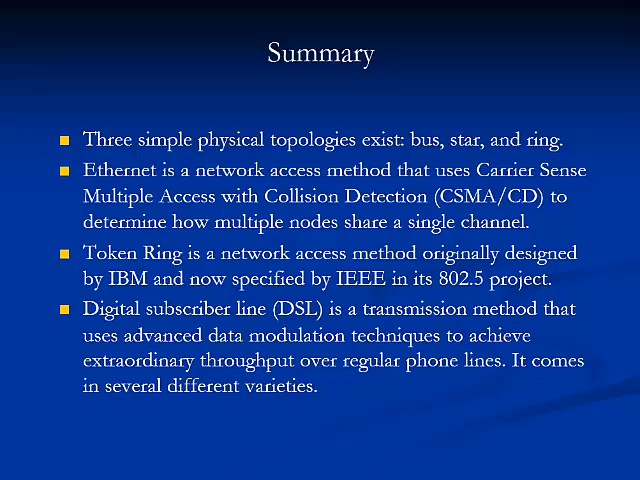 Summary
Three simple physical topologies exist: bus, star, and ring.
Ethernet is a network access method that uses Carrier Sense
Multiple Access with Collision Detection (CSMA/CD) to
determine how multiple nodes share a single channel.
Token Ring is a network access method originally designed
by IBM and now specified by IEEE in its 802.5 project.
Digital subscriber line (DSL) is a transmission method that
uses advanced data modulation techniques to achieve
extraordinary throughput over regular phone lines. It comes
in several different varieties.